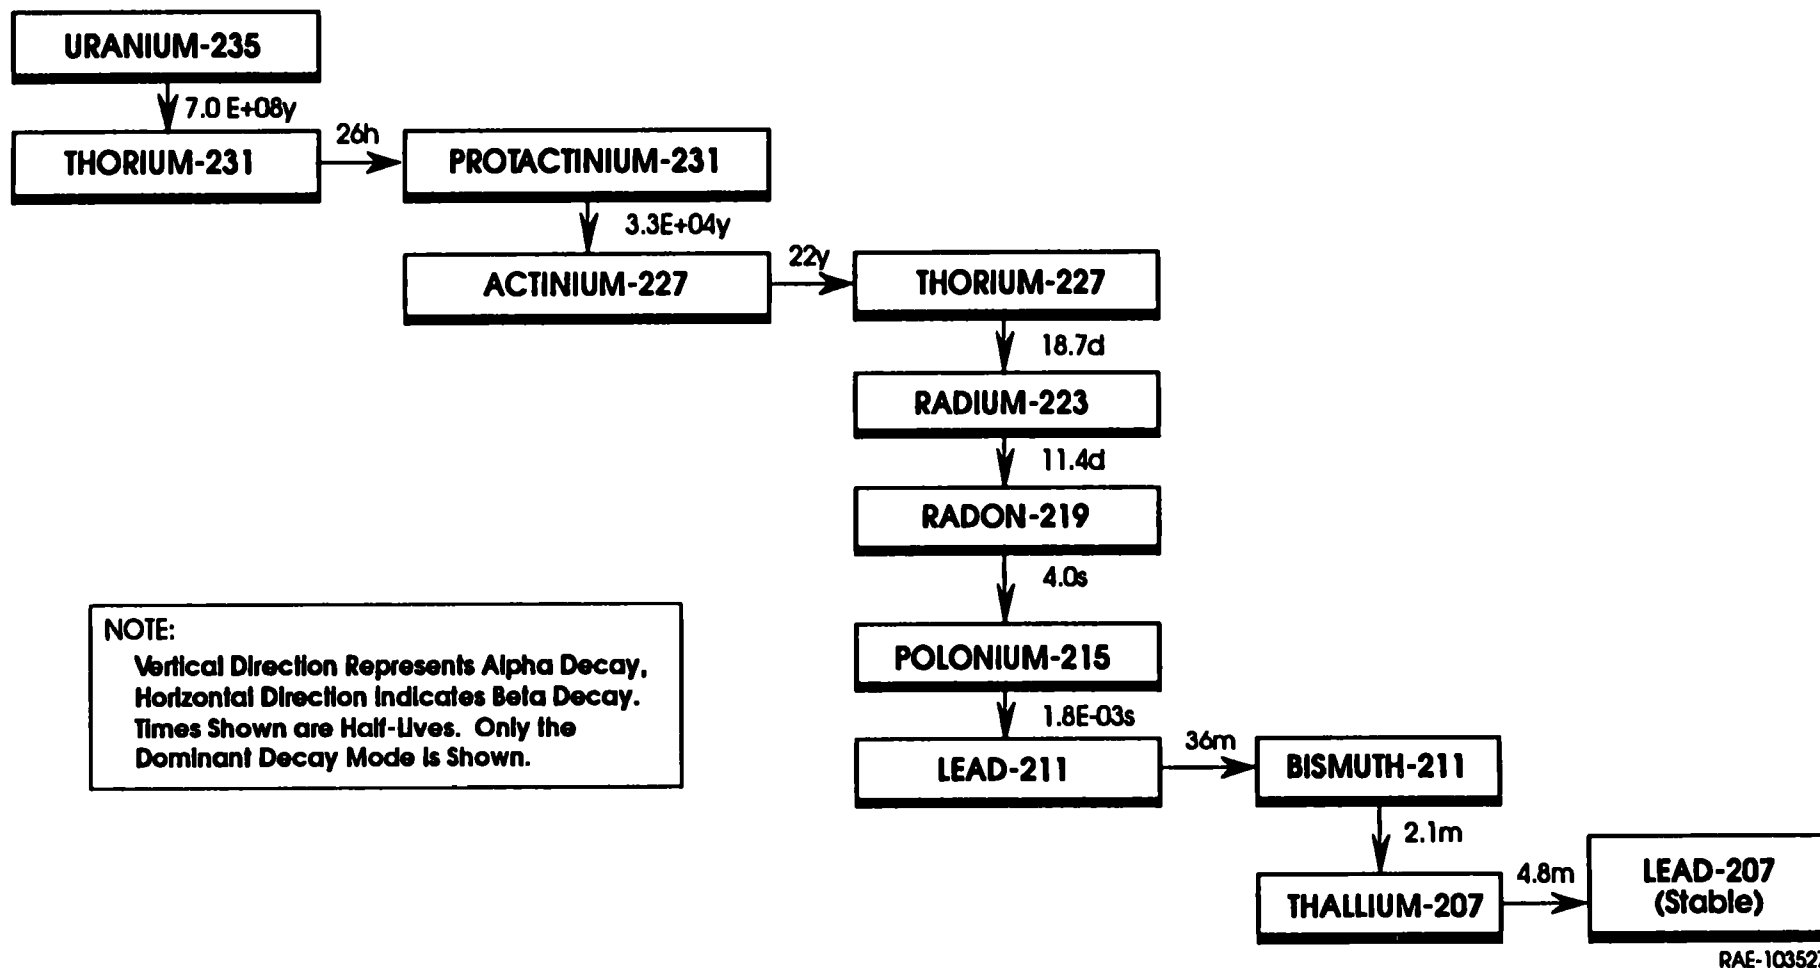 URANIUM-235
7.0 E+08y
26h
THORIUM-231
PROTACTINIUM-231
3.3E+04y
22y
ACTINIUM-227
THORIUM-227
18.7d
RADIUM-223
11.4d
RADON-219
4.0s
POLONIUM-215
1.8E-03s
36m
LEAD-211
BISMUTH-211
2.1m
4.8m
THALLIUM-207
LEAD-207
(Stable)
NOTE:
Vertical Direction Represents Alpha Decay,
Horizontal Direction Indicates Beta Decay.
Times Shown are Half-Lives. Only the
Dominant Decay Mode is Shown.
RAE-103527